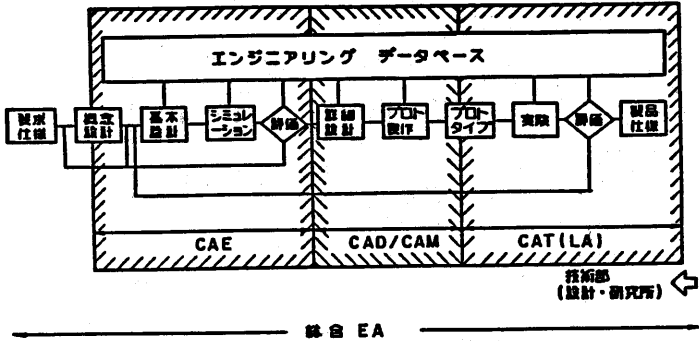 エンジニアリング データベース
要求
仕様
概念
設計
基本
設計
シミュレ
ーション
評価
詳細
設計
プロト
製作
プロト
タイプ
実験
評価
製品
仕様
CAE
CAD/CAM
CAT(LA)
技術部
(設計・研究所)
総合 EA